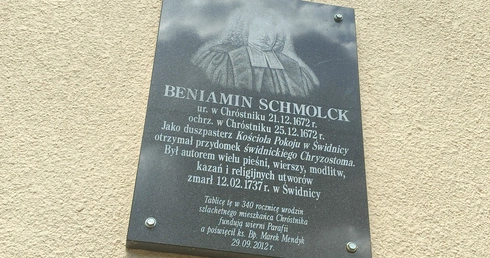 BENIAMIN SCHMOLCK
ur. w Chróstniku 21.12.1672 r.
ochrz. w Chróstniku 25.12.1672 r.
Jako duszpasterz Kościoła Pokoju w Świdnicy
otrzymał przydomek świdnickiego Chryzostoma.
Był autorem wielu pieśni, wierszy, modlitw,
kazań i religijnych utworów
zmarł 12.02.1737 r. w Świdnicy
Tablicę tę w 340 rocznicę urodzin
szlachetnego mieszkańca Chróstnika
fundują wierni Parafii
a poświęcił ks. Bp. Marek Mendyk
29.09.2012 r.